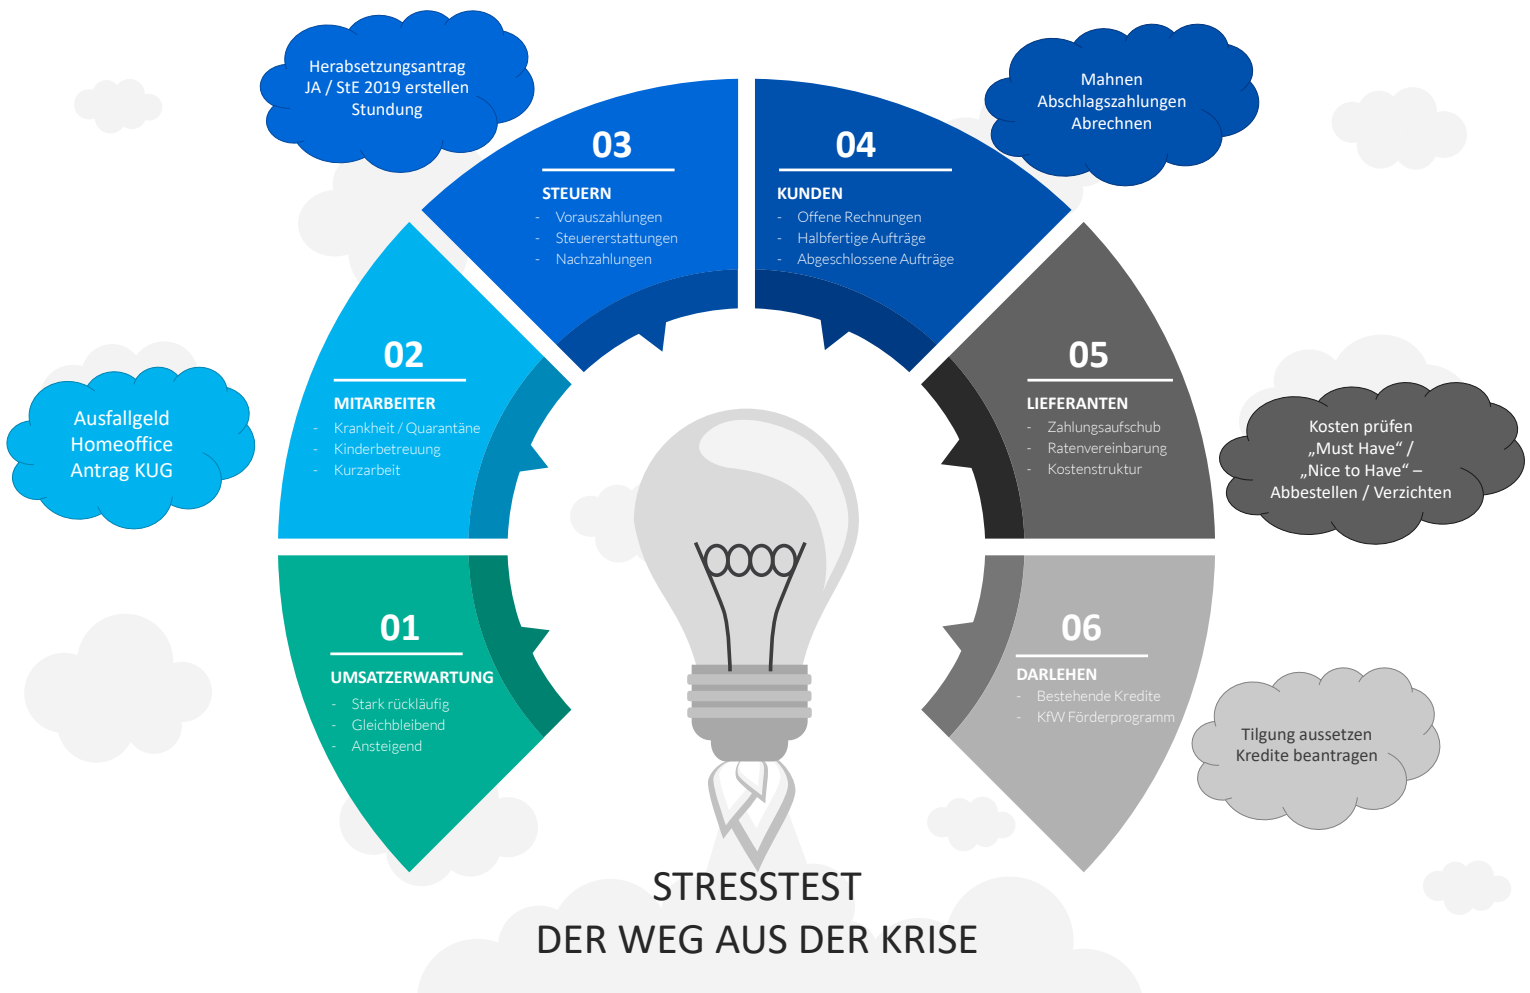 Herabsetzungsantrag
JA / StE 2019 erstellen
Stundung
Mahnen
Abschlagszahlungen
Abrechnen
03
STEUERN
- Vorauszahlungen
- Steuererstattungen
- Nachzahlungen
04
KUNDEN
- Offene Rechnungen
- Halbfertige Aufträge
- Abgeschlossene Aufträge
Ausfallgeld
Homeoffice
Antrag KUG
02
MITARBEITER
- Krankheit / Quarantäne
- Kinderbetreuung
- Kurzarbeit
05
LIEFERANTEN
- Zahlungsaufschub
- Ratenvereinbarung
- Kostenstruktur
Kosten prüfen
„Must Have“ /
„Nice to Have“ –
Abbestellen / Verzichten
01
UMSATZERWARTUNG
- Stark rückläufig
- Gleichbleibend
- Ansteigend
06
DARLEHEN
- Bestehende Kredite
- KfW Förderprogramm
Tilgung aussetzen
Kredite beantragen
STRESSTEST
DER WEG AUS DER KRISE